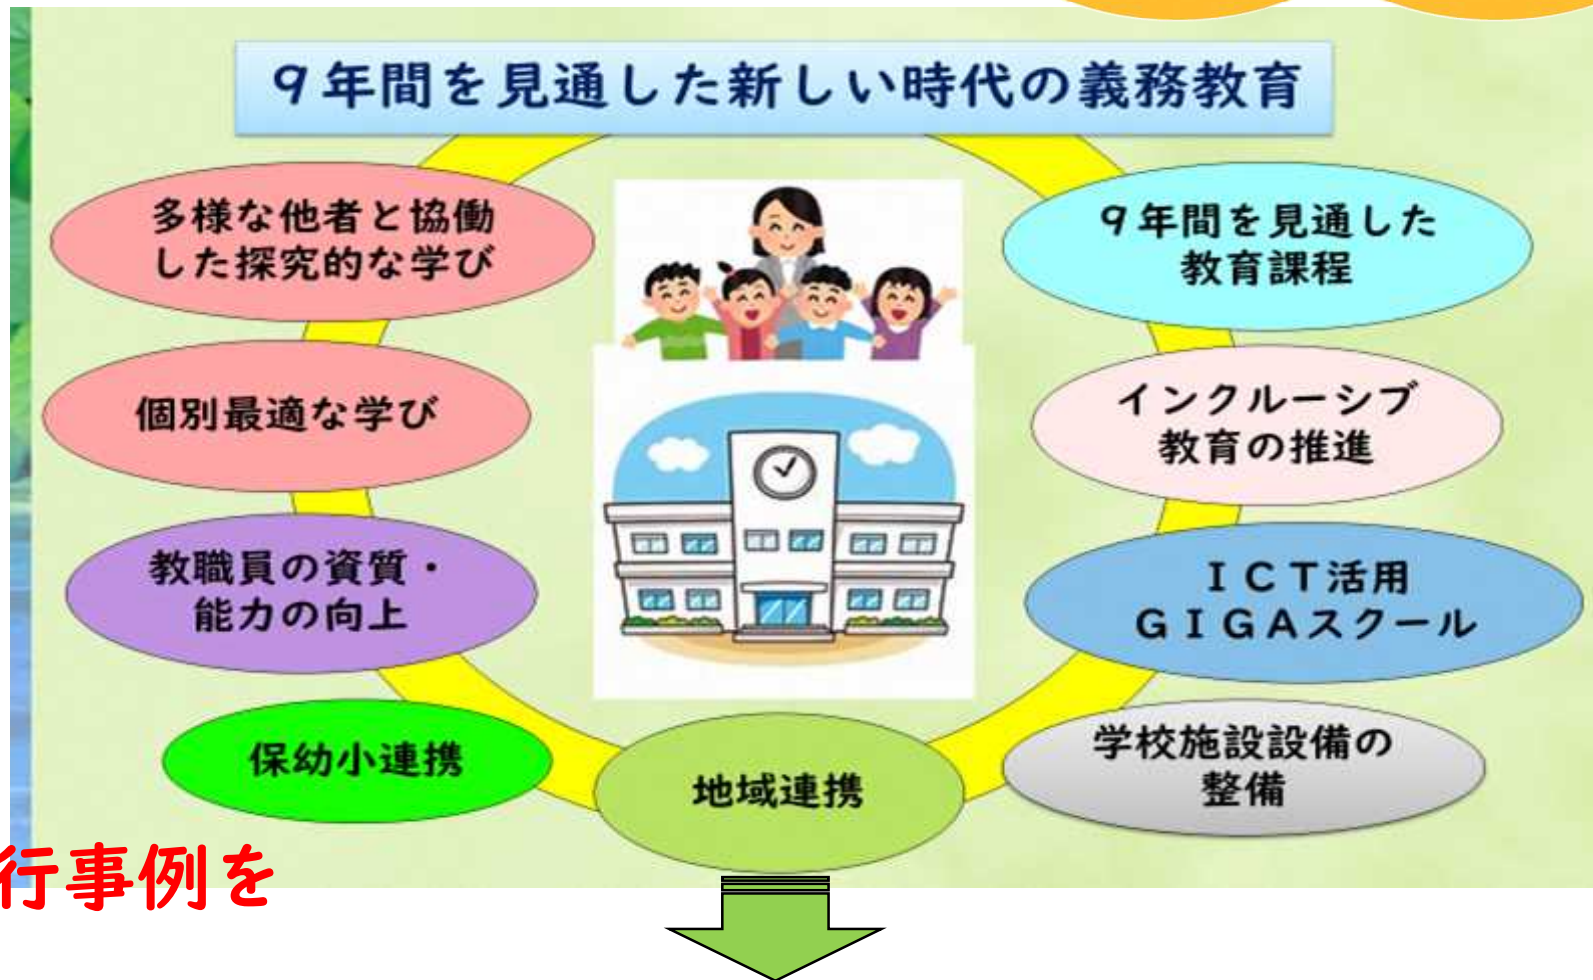 9年間を見通した新しい時代の義務教育
多様な他者と協働
した探究的な学び
個別最適な学び
教職員の資質・
能力の向上
保幼小連携
地域連携
9年間を見通した
教育課程
インクルーシブ
教育の推進
ICT活用
GIGAスクール
学校施設設備の
整備
行事例を